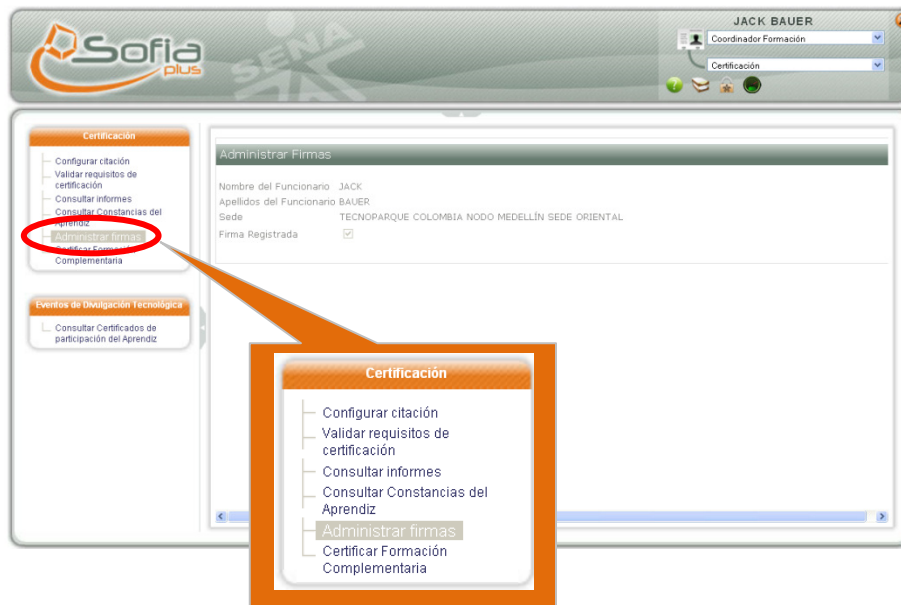 Sofia
plus
SENA
JACK BAUER
Coordinador Formación
Certificación
Certificación
Configurar citación
Validar requisitos de
certificación
Consultar informes
Consultar Constancias del
Aprendiz
Administrar firmas
Certificar Formación
Complementaria
Eventos de Divulgación Tecnológica
Consultar Certificados de
participación del Aprendiz
Administrar Firmas
Nombre del Funcionario JACK
Apellidos del Funcionario BAUER
Sede TECNOPARQUE COLOMBIA NODO MEDELLÍN SEDE ORIENTAL
Firma Registrada
Certificación
Configurar citación
Validar requisitos de
certificación
Consultar informes
Consultar Constancias del
Aprendiz
Administrar firmas
Certificar Formación
Complementaria